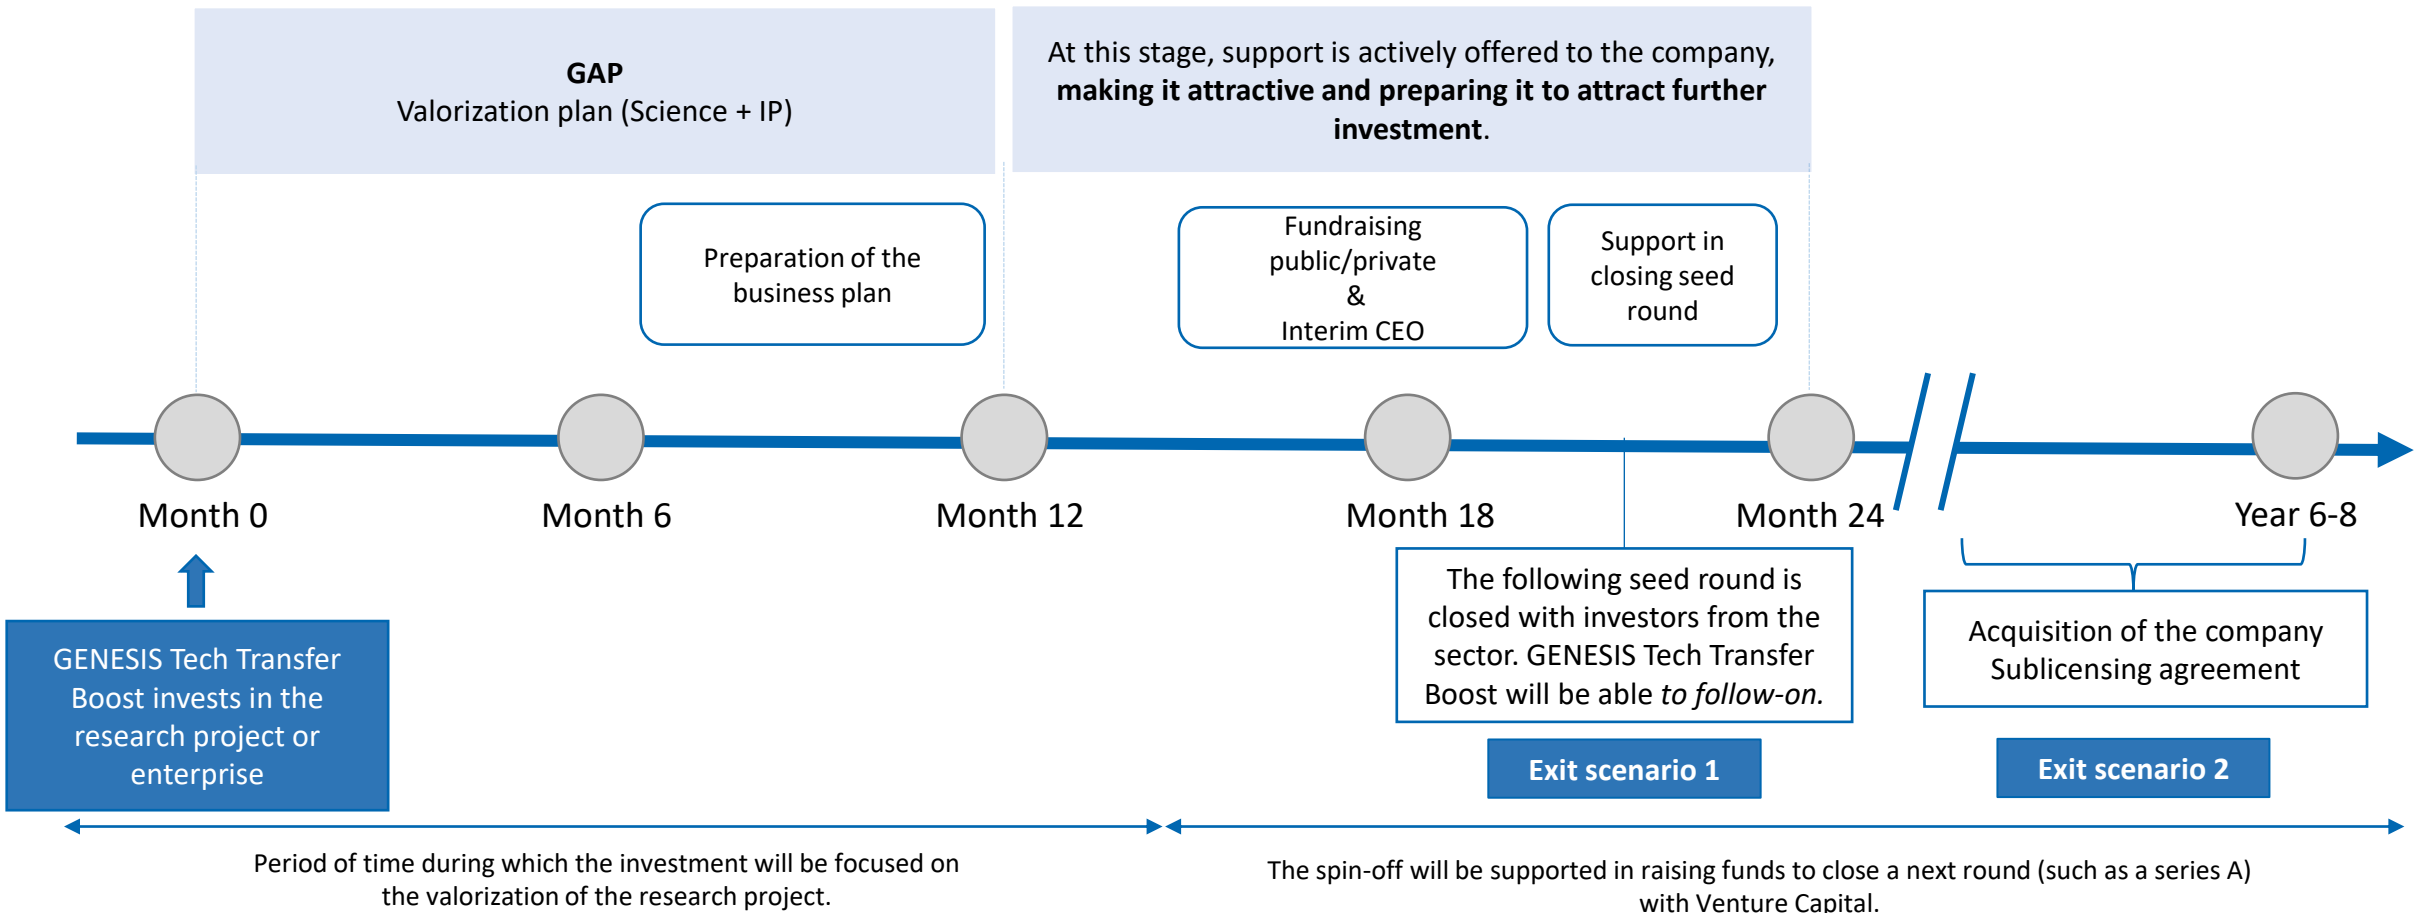 GAP
Valorization plan (Science + IP)
At this stage, support is actively offered to the company,
making it attractive and preparing it to attract further
investment.
Preparation of the
business plan
Fundraising
public/private
&
Interim CEO
Support in
closing seed
round
Month 0
Month 6
Month 12
Month 18
Month 24
Year 6-8
GENESIS Tech Transfer
Boost invests in the
research project or
enterprise
The following seed round is
closed with investors from the
sector. GENESIS Tech Transfer
Boost will be able to follow-on.
Acquisition of the company
Sublicensing agreement
Exit scenario 1
Exit scenario 2
Period of time during which the investment will be focused on
the valorization of the research project.
The spin-off will be supported in raising funds to close a next round (such as a series A)
with Venture Capital.